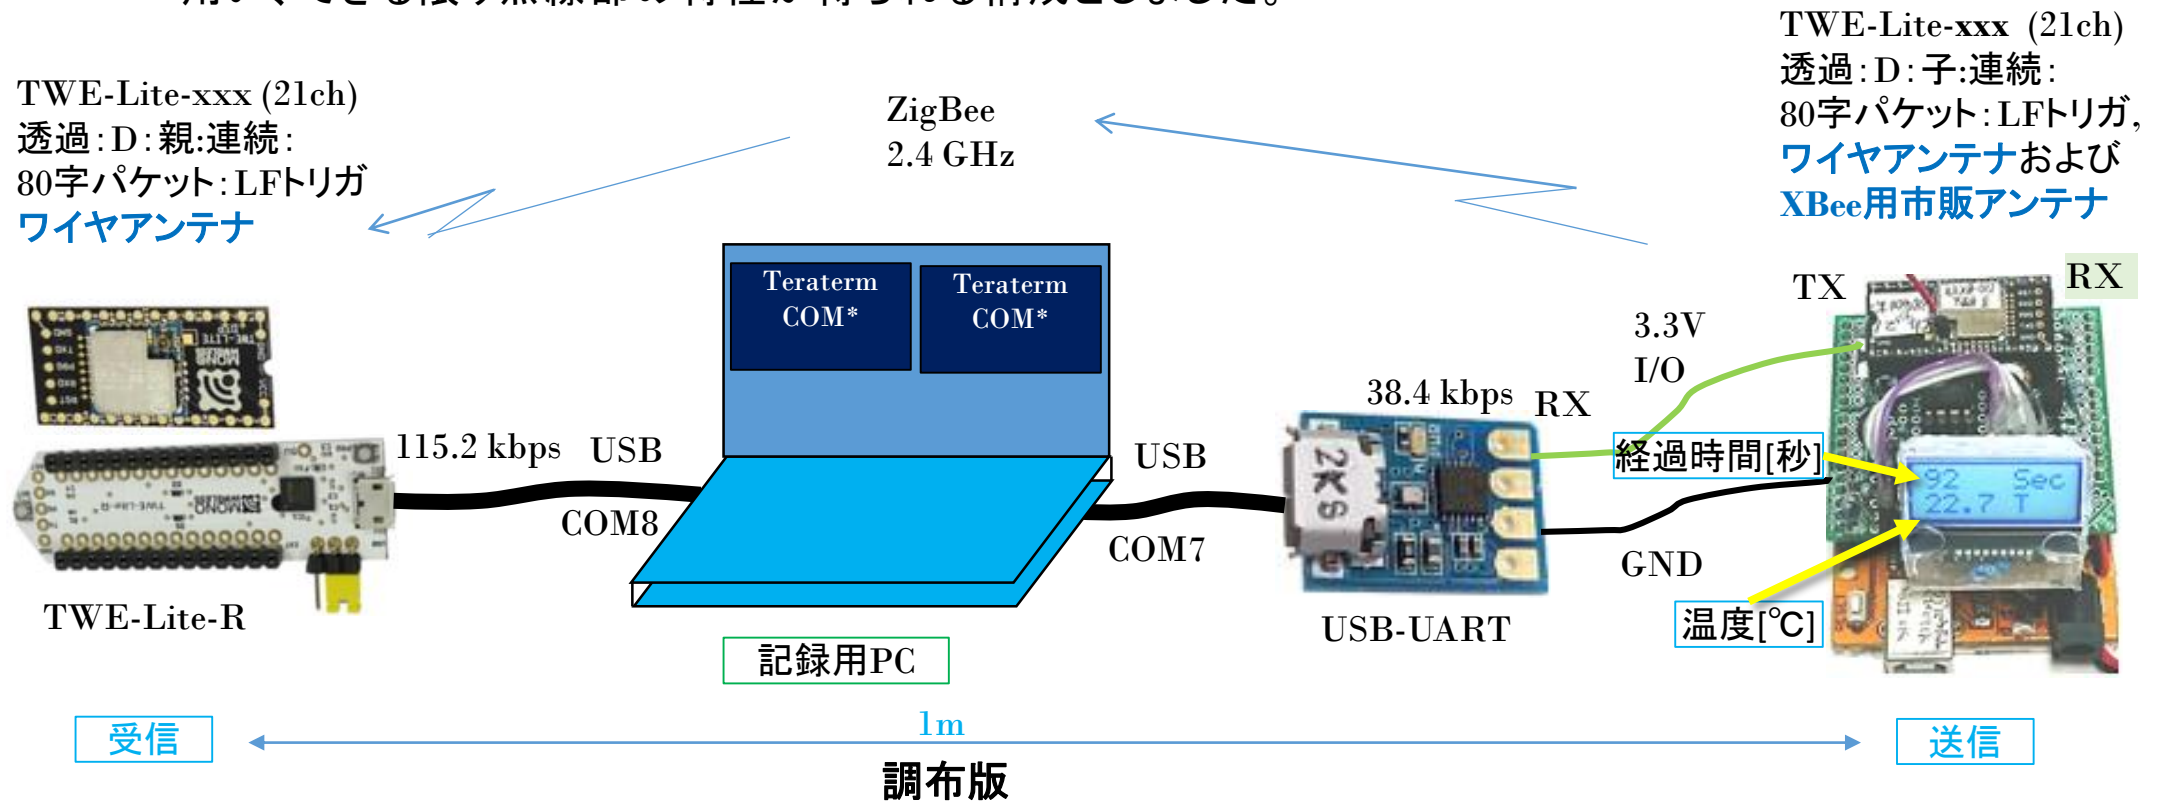 TWE-Lite-xxx (21ch)
透過:D:子:連続:
80字パケット:LFトリガ,
ワイヤアンテナおよび
XBee用市販アンテナ
TWE-Lite-xxx (21ch)
透過:D:親:連続:
80字パケット:LFトリガ
ワイヤアンテナ
ZigBee
2.4 GHz
Teraterm
COM*
Teraterm
COM*
TX
RX
3.3V
I/O
38.4 kbps
RX
115.2 kbps
USB
COM8
USB
COM7
経過時間[秒]
92 Sec
22.7 T
2KS
GND
温度[℃]
TWE-Lite-R
USB-UART
記録用PC
受信
1m
送信
調布版